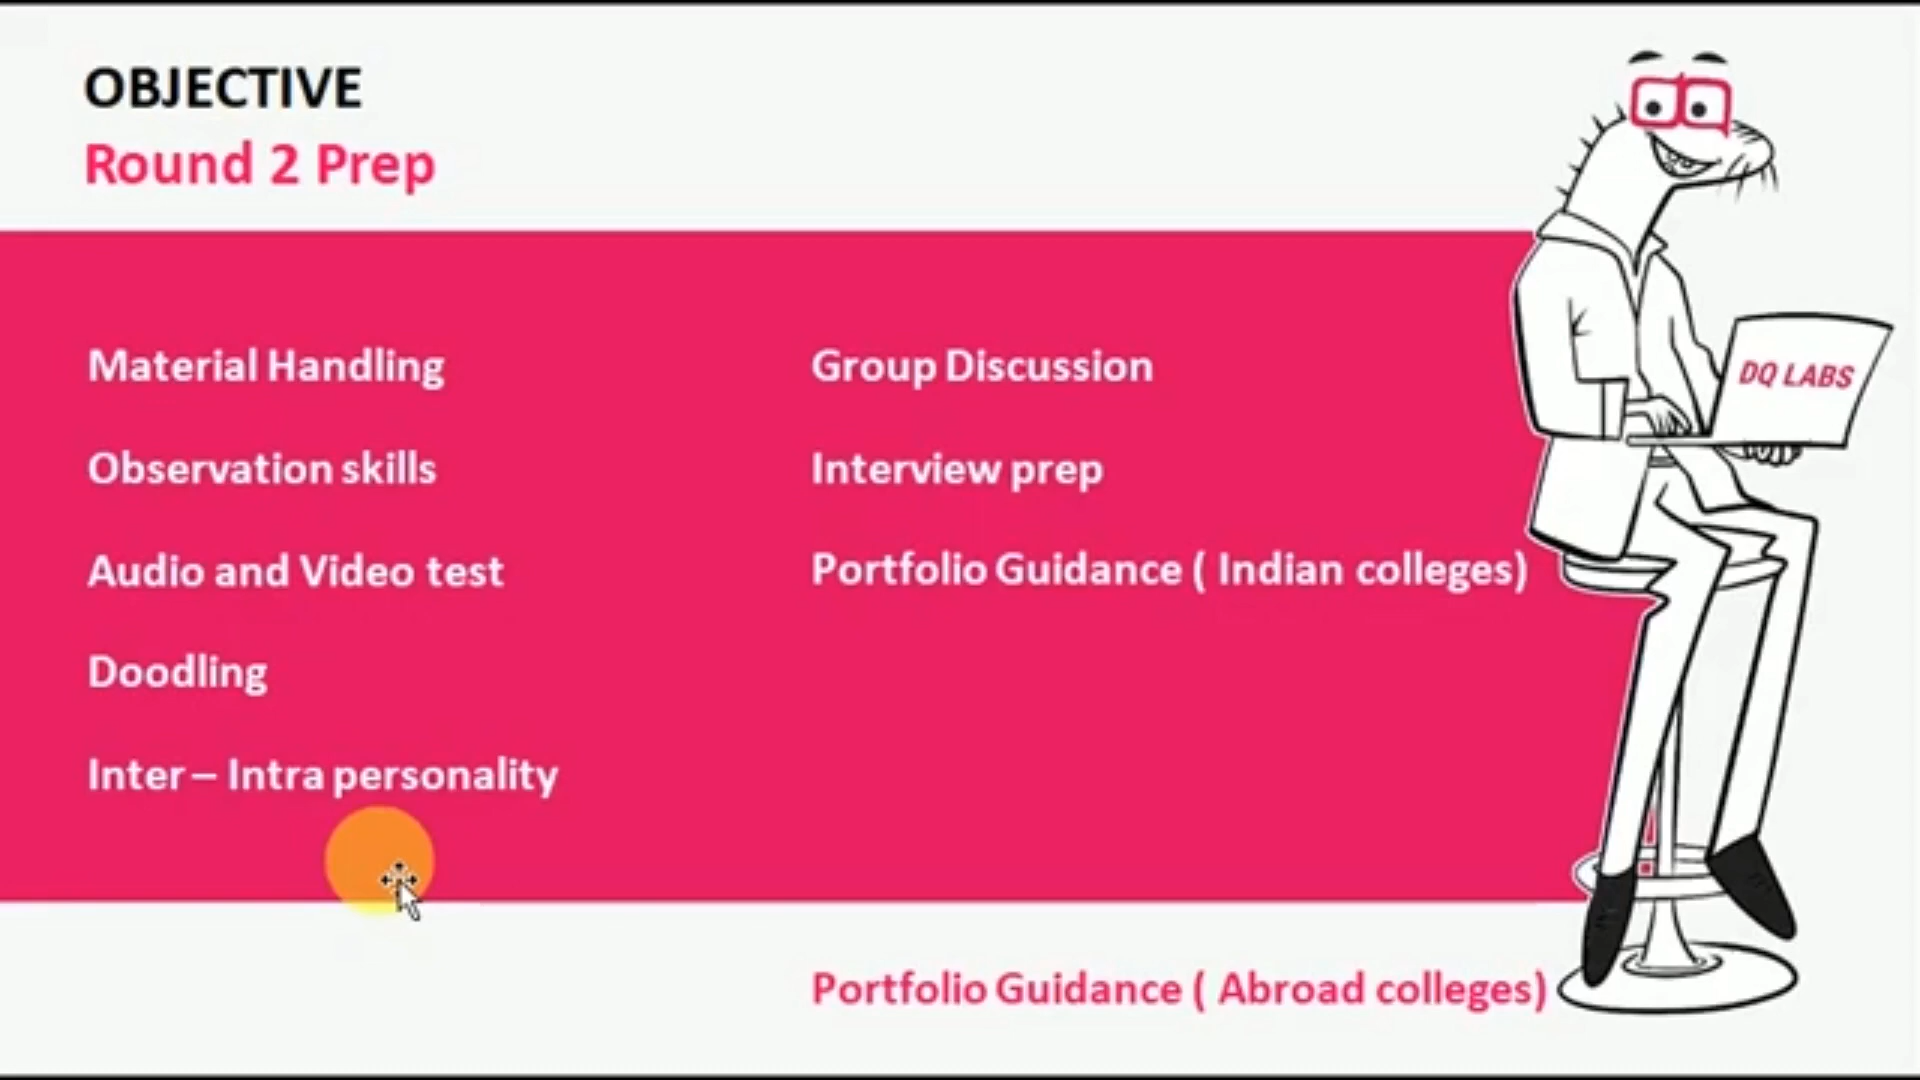 OBJECTIVE
Round 2 Prep
Material Handling
Observation skills
Audio and Video test
Doodling
Inter – Intra personality
Group Discussion
Interview prep
Portfolio Guidance ( Indian colleges)
Portfolio Guidance ( Abroad colleges)
DQ LABS